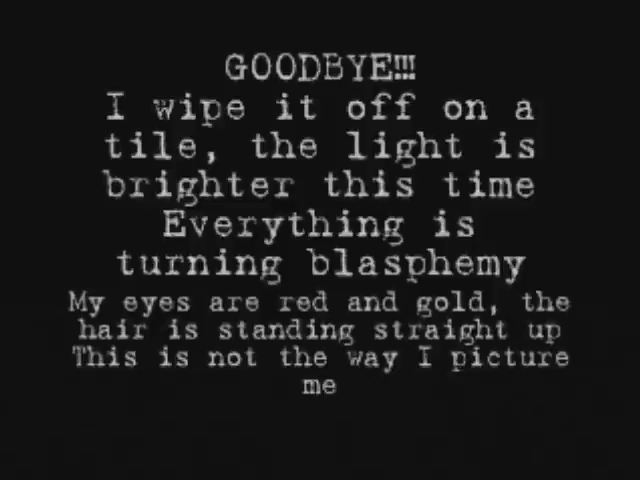 GOODBYE!!!
I wipe it off on a
tile, the light is
brighter this time
Everything is
turning blasphemy
My eyes are red and gold, the
hair is standing straight up
This is not the way I picture
me